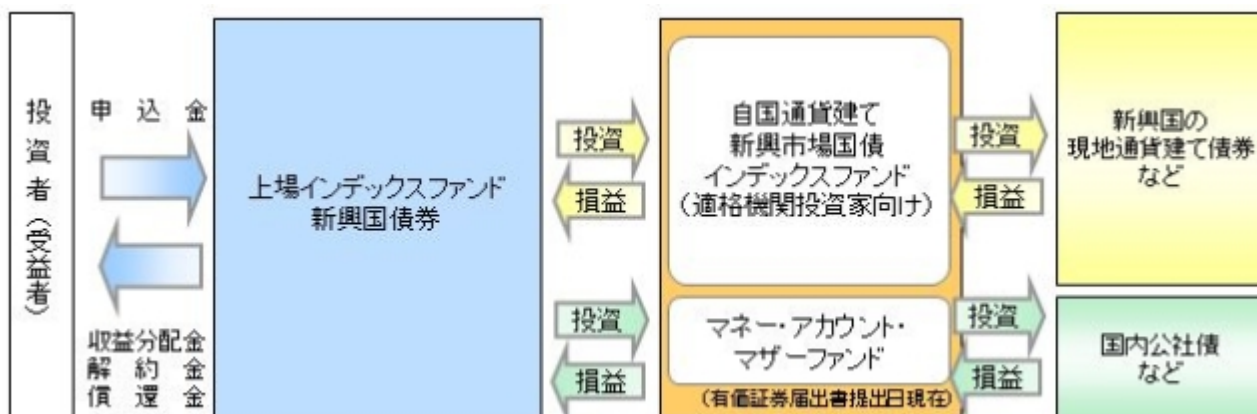 投資者（受益者）
申込金
収益分配金
解約金
償還金
上場インデックスファンド
新興国債券
投資
損益
投資
損益
自国通貨建て
新興市場国債
インデックスファンド
（適格機関投資家向け）
マネー・アカウント・
マザーファンド
（有価証券届出書提出日現在）
投資
損益
投資
損益
新興国の
現地通貨建て債券
など
国内公社債
など